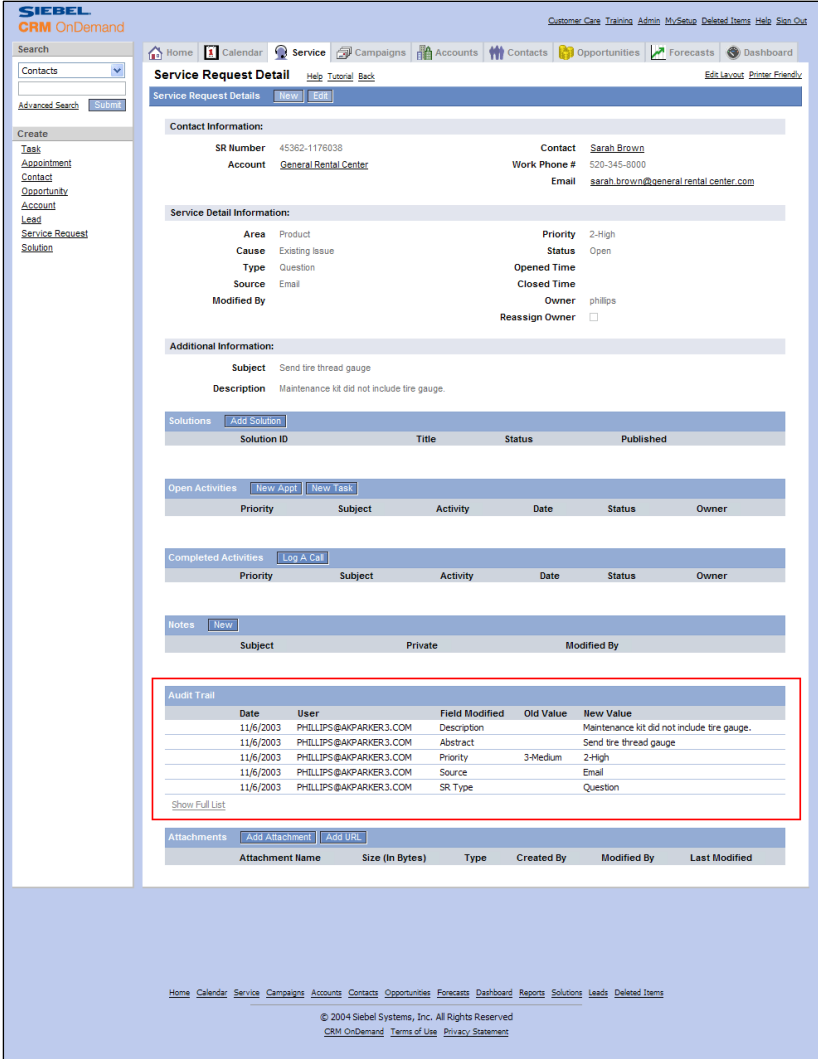 SIEBEL.
CRM OnDemand
Customer Care Training Admin MySetup Deleted Items Help Sign Out
Home Calendar Service Campaigns Accounts Contacts Opportunities Forecasts Dashboard
Search
Contacts
Advanced Search Submit
Create
Task
Appointment
Contact
Opportunity
Account
Lead
Service Request
Solution
Service Request Detail Help Tutorial Back Edit Layout Printer Friendly
Service Request Details New Edit
Contact Information:
SR Number 45362-1176038 Contact Sarah Brown
Account General Rental Center Work Phone # 520-345-8000
Email sarah.brown@general rental center.com
Service Detail Information:
Area Product Priority 2-High
Cause Existing Issue Status Open
Type Question Opened Time
Source Email Closed Time
Modified By Owner philips
Reassign Owner
Additional Information:
Subject Send tire thread gauge
Description Maintenance kit did not include tire gauge.
Solutions Add Solution
Solution ID Title Status Published
Open Activities New Appt New Task
Priority Subject Activity Date Status Owner
Completed Activities Log A Call
Priority Subject Activity Date Status Owner
Notes New
Subject Private Modified By
Audit Trail
Date User Field Modified Old Value New Value
11/6/2003 PHILLIPS@AKPARKER3.COM Description Maintenance kit did not include tire gauge.
11/6/2003 PHILLIPS@AKPARKER3.COM Abstract Send tire thread gauge
11/6/2003 PHILLIPS@AKPARKER3.COM Priority 3-Medium 2-High
11/6/2003 PHILLIPS@AKPARKER3.COM Source Email
11/6/2003 PHILLIPS@AKPARKER3.COM SR Type Question
Show Full List
Attachments Add Attachment Add URL
Attachment Name Size (In Bytes) Type Created By Modified By Last Modified
Home Calendar Service Campaigns Accounts Contacts Opportunities Forecasts Dashboard Reports Solutions Leads Deleted Items
© 2004 Siebel Systems, Inc. All Rights Reserved
CRM OnDemand Terms of Use Privacy Statement